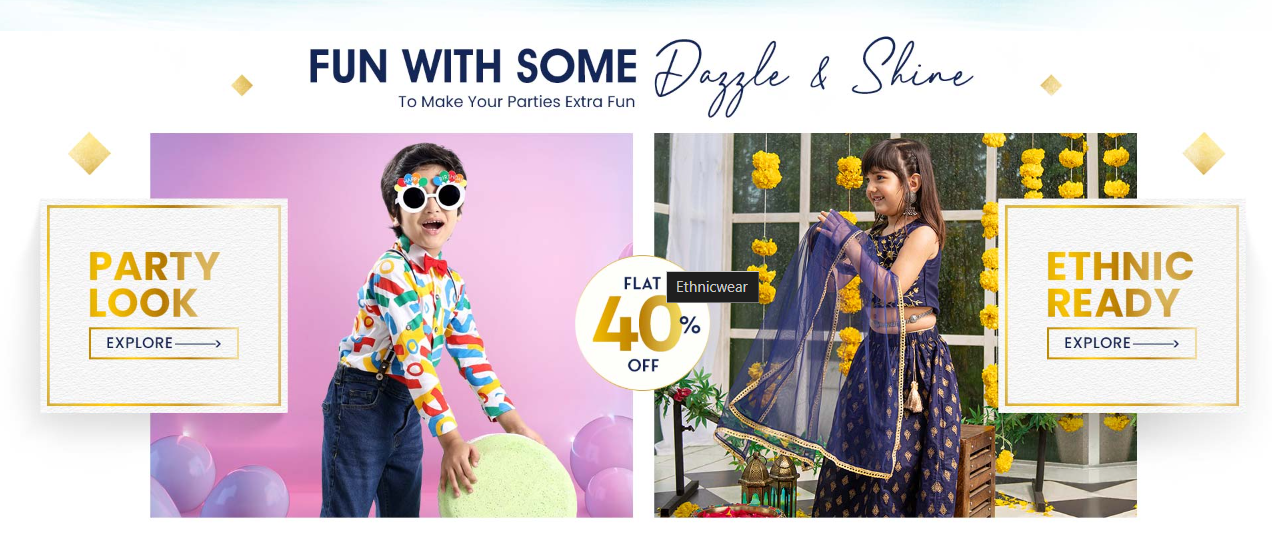 FUN WITH SOME Dazzle & Shine
To Make Your Parties Extra Fun
PARTY
LOOK
EXPLORE
FLAT
40%
OFF
Ethnicwear
ETHNIC
READY
EXPLORE